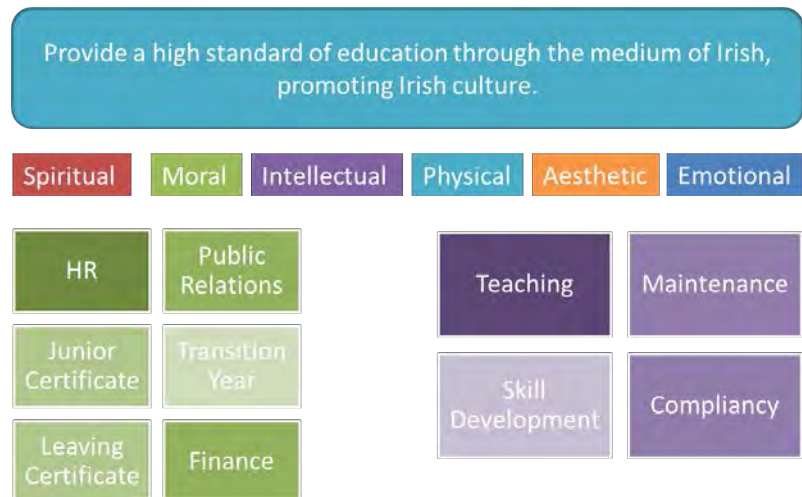 Provide a high standard of education through the medium of Irish,
promoting Irish culture.
Spiritual
Moral
Intellectual
Physical
Aesthetic
Emotional
HR
Public
Relations
Junior
Certificate
Transition
Year
Leaving
Certificate
Finance
Teaching
Maintenance
Skill
Development
Compliancy